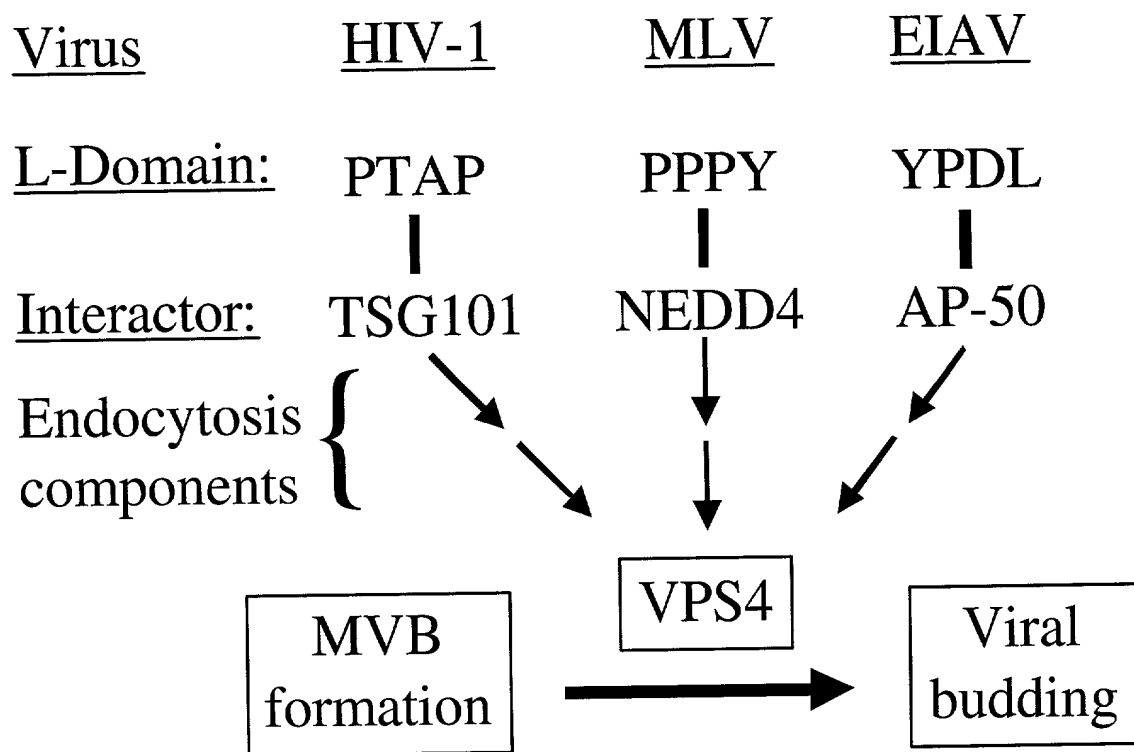 Virus HIV-1 MLV EIAV
L-Domain: PTAP PPPY YPDL
Interactor: TSG101 NEDD4 AP-50
Endocytosis
components
VPS4
MVB
formation
Viral
budding